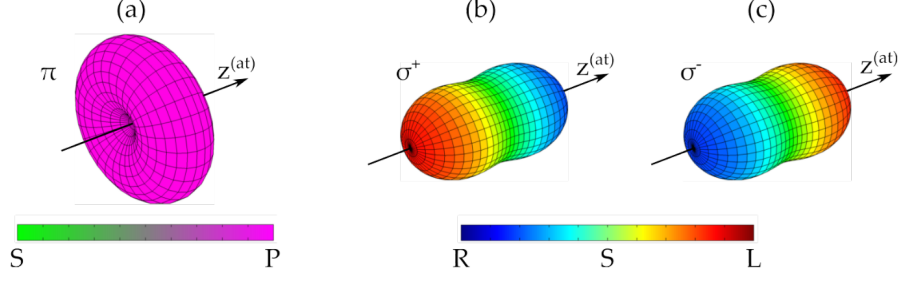 (a) (b) (c)
π z(at) σ+ z(at) σ- z(at)
S P R S L